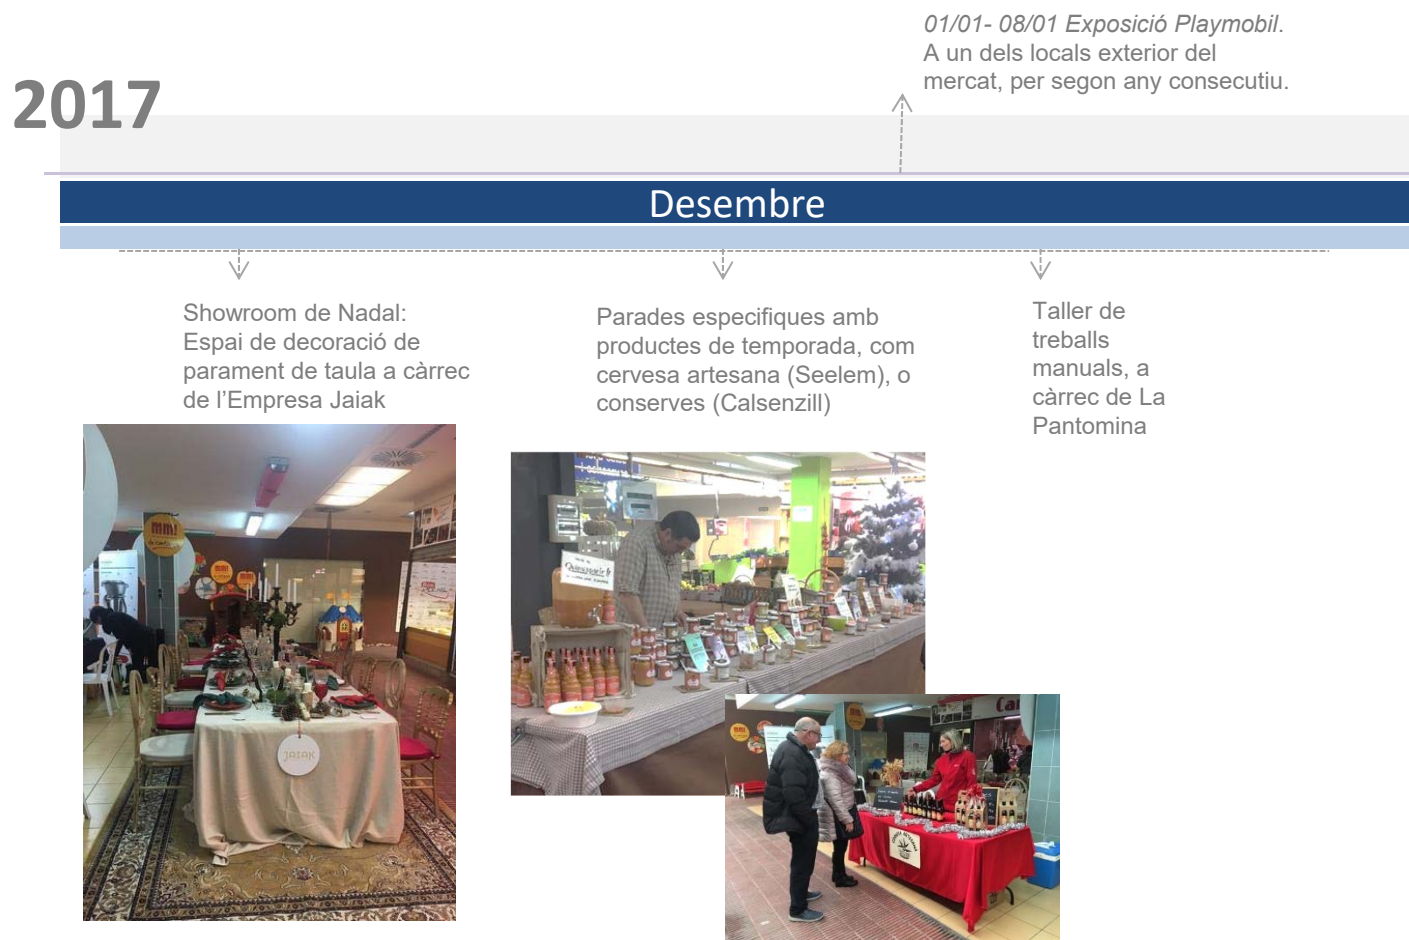 01/01- 08/01 Exposició Playmobil.
A un dels locals exterior del
mercat, per segon any consecutiu.
2017
Desembre
Showroom de Nadal:
Espai de decoració de
parament de taula a càrrec
de l’Empresa Jaiak
Parades especifiques amb
productes de temporada, com
cervesa artesana (Seelem), o
conserves (Calsenzill)
Taller de
treballs
manuals, a
càrrec de La
Pantomina
mm!
JAIAK